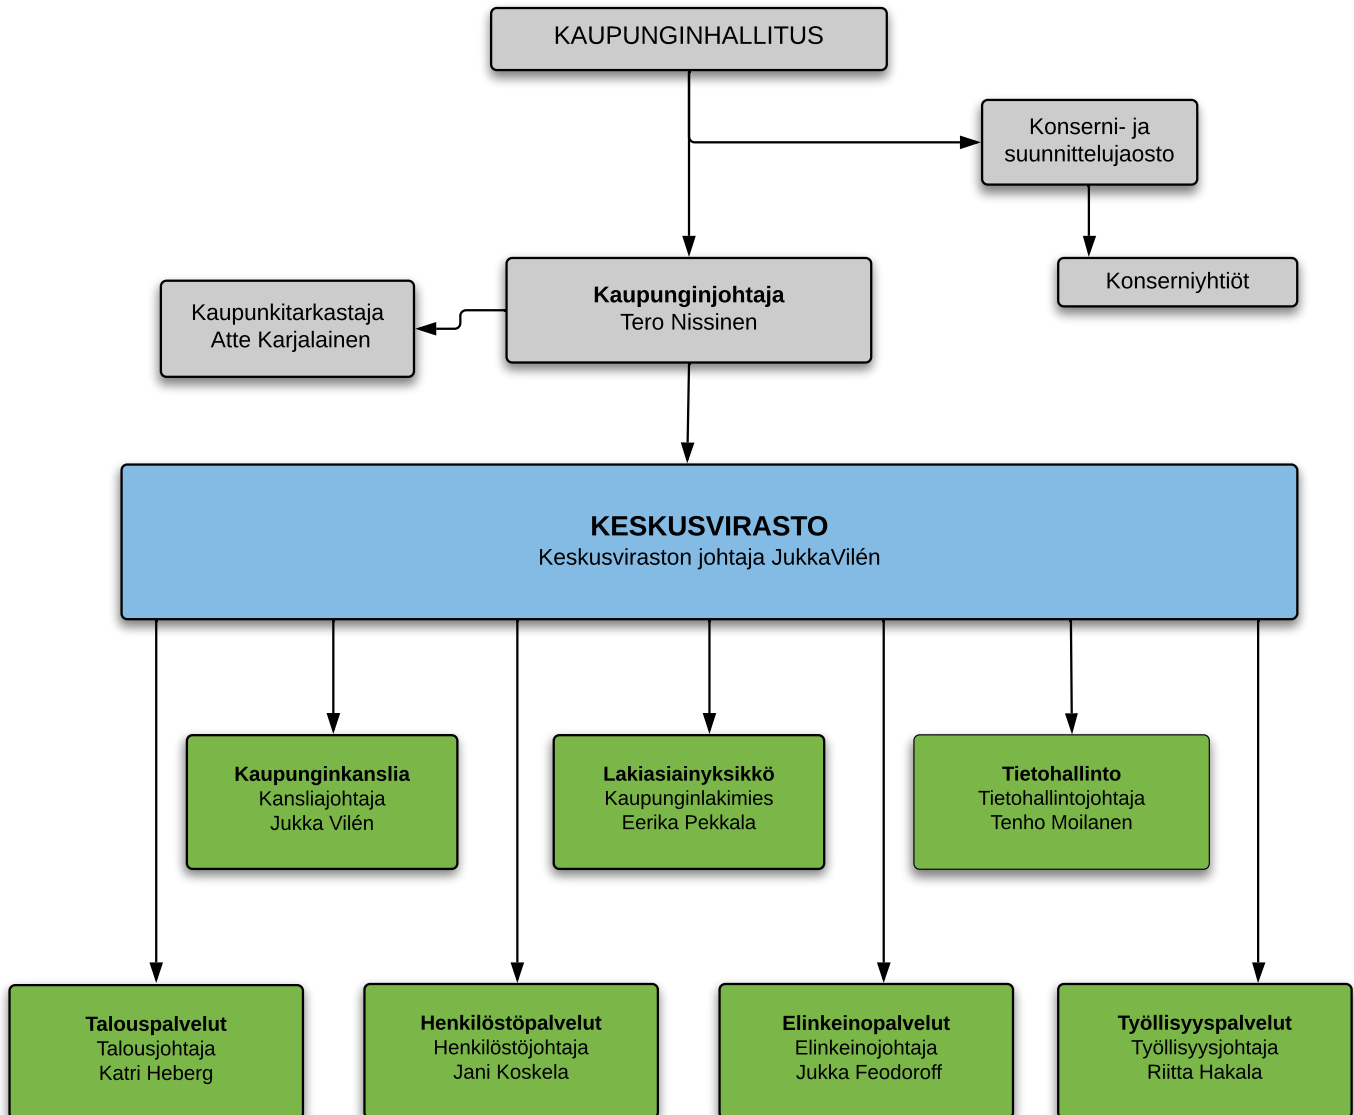 KAUPUNGINHALLITUS
Konserni- ja
suunnittelujaosto
Konserniyhtiöt
Kaupunginjohtaja
Tero Nissinen
Kaupunkitarkastaja
Atte Karjalainen
KESKUSVIRASTO
Keskusviraston johtaja JukkaVilén
Kaupunginkanslia
Kansliajohtaja
Jukka Vilén
Lakiasiainyksikkö
Kaupunginlakimies
Eerika Pekkala
Tietohallinto
Tietohallintojohtaja
Tenho Moilanen
Talouspalvelut
Talousjohtaja
Katri Heberg
Henkilöstöpalvelut
Henkilöstöjohtaja
Jani Koskela
Elinkeinopalvelut
Elinkeinojohtaja
Jukka Feodoroff
Työllisyyspalvelut
Työllisyysjohtaja
Riitta Hakala